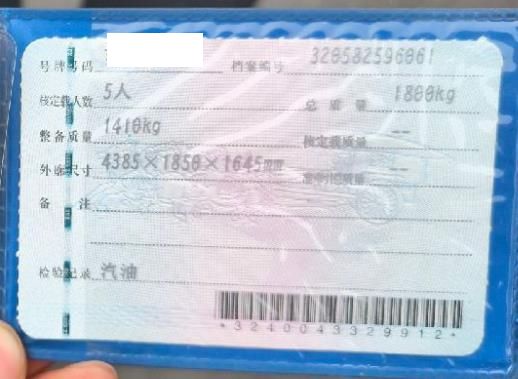 号牌号码 档案编号 320582596061
核定载人数 5人 总质量 1800kg
整备质量 1410kg 核定载质量 --
外廓尺寸 4385×1850×1645mm 准牵引总质量 --
备注
检验记录 汽油
*3240043329912*